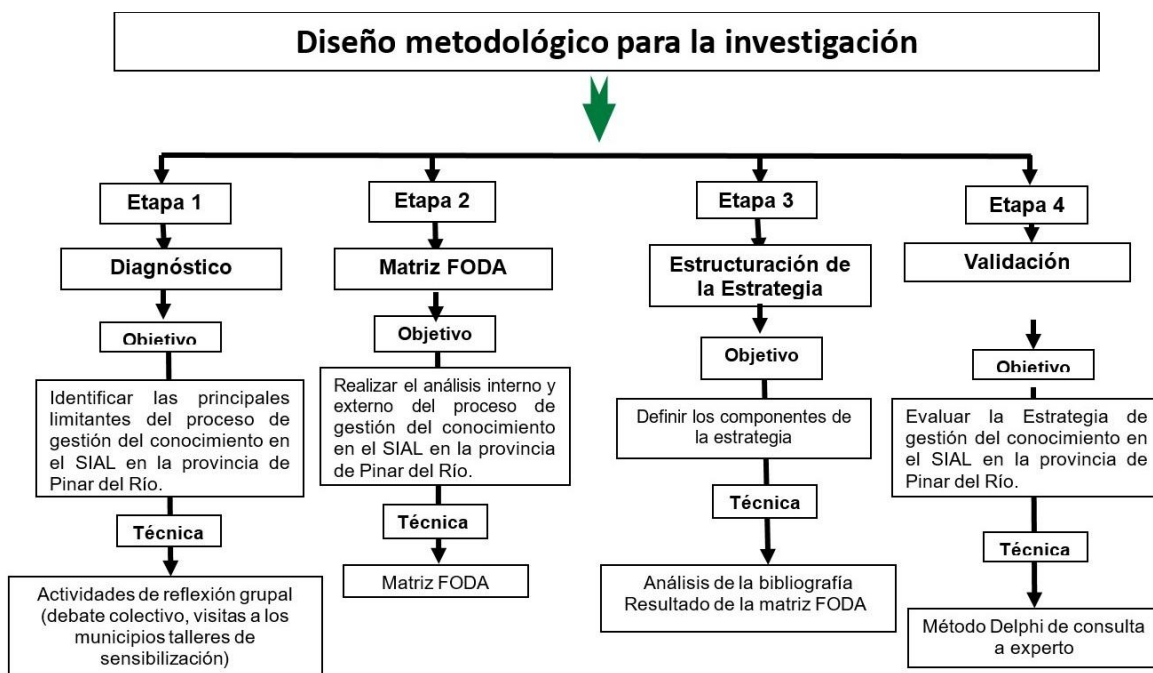 Diseño metodológico para la investigación
Etapa 1
Diagnóstico
Objetivo
Identificar las principales
limitantes del proceso de
gestión del conocimiento en
el SIAL en la provincia de
Pinar del Río.
Técnica
Actividades de reflexión grupal
(debate colectivo, visitas a los
municipios talleres de
sensibilización)
Etapa 2
Matriz FODA
Objetivo
Realizar el análisis interno y
externo del proceso de
gestión del conocimiento
en el SIAL en la provincia
de Pinar del Río.
Técnica
Matriz FODA
Etapa 3
Estructuración de
la Estrategia
Objetivo
Definir los componentes de
la estrategia
Técnica
Análisis de la bibliografía
Resultado de la matriz FODA
Etapa 4
Validación
Objetivo
Evaluar la Estrategia de
gestión del conocimiento en
el SIAL en la provincia de
Pinar del Río.
Técnica
Método Delphi de consulta
a experto